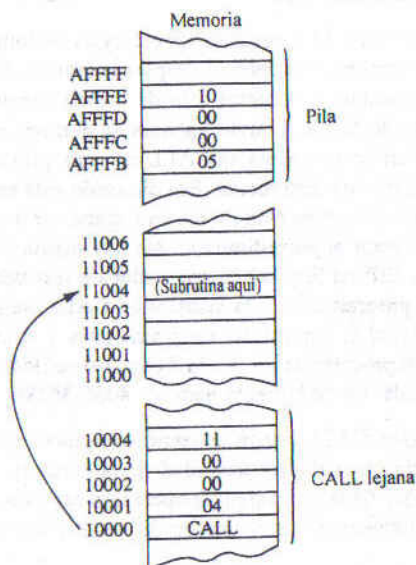 Memoria
AFFFF
AFFFE 10
AFFFD 00
AFFFC 00
AFFFB 05
Pila
11006
11005
11004 (Subrutina aquí)
11003
11002
11001
11000
10004 11
10003 00
10002 00
10001 04
10000 CALL
CALL lejana